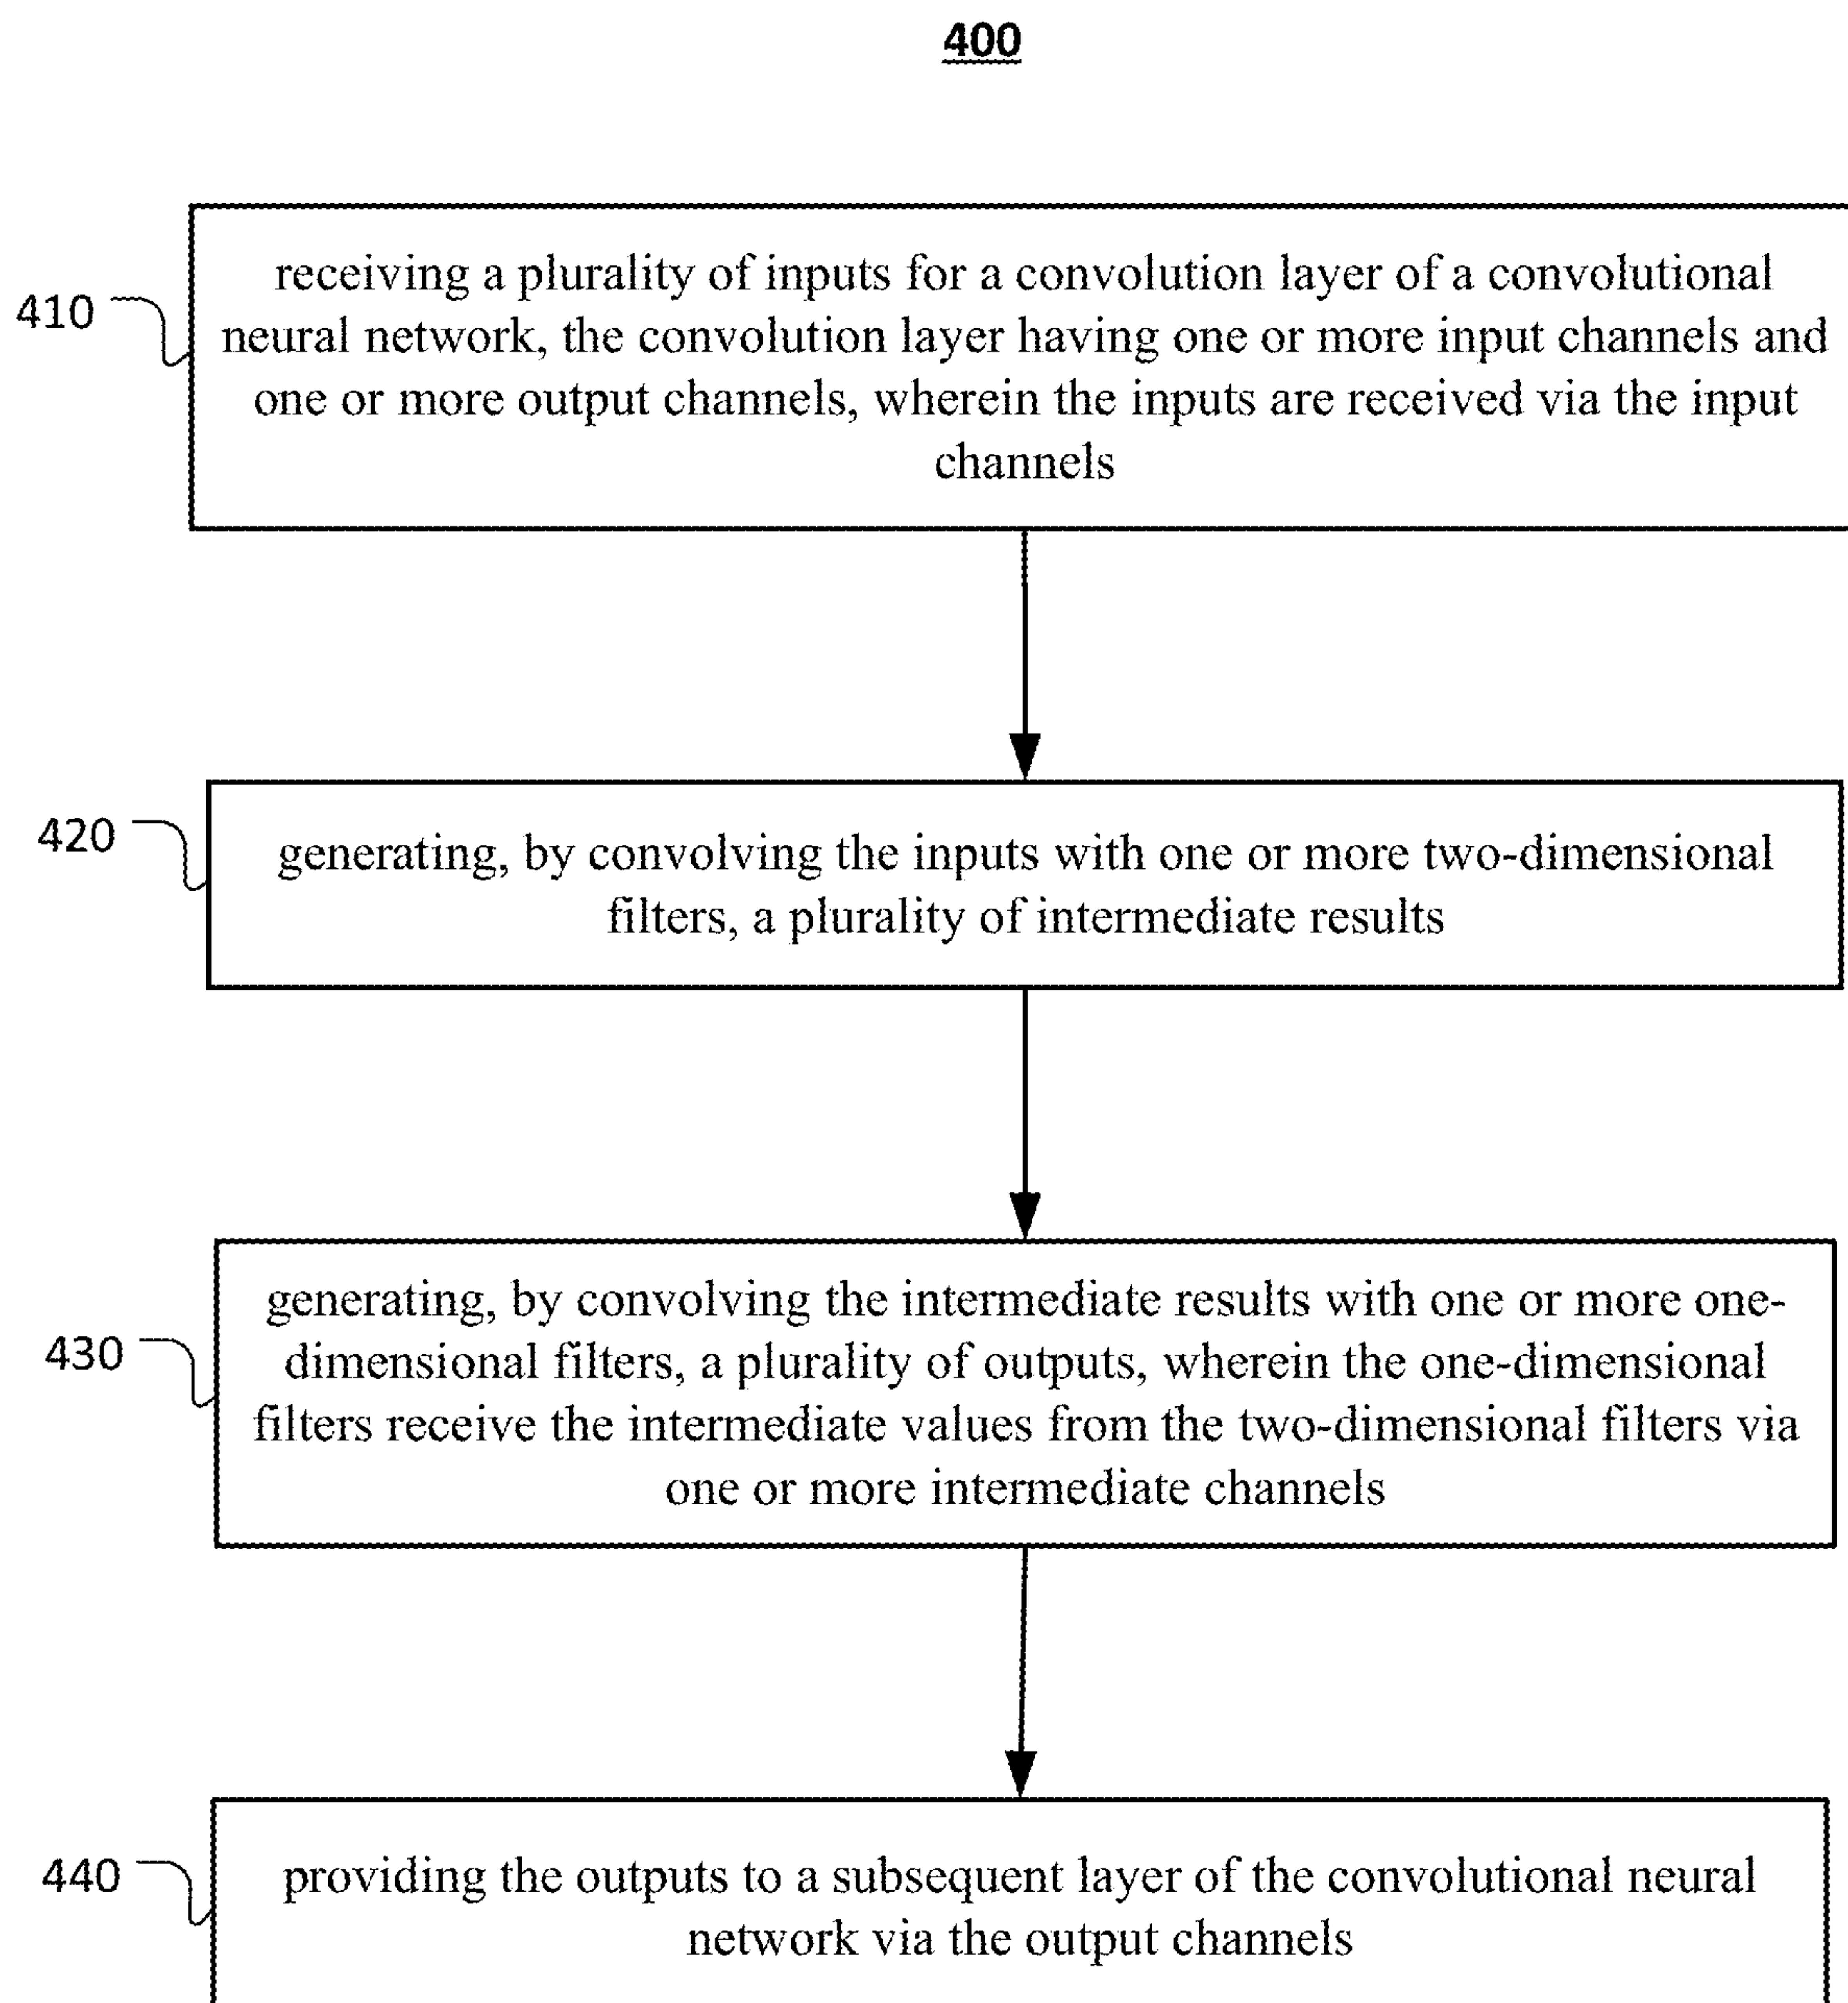 400
410
receiving a plurality of inputs for a convolution layer of a convolutional
neural network, the convolution layer having one or more input channels and
one or more output channels, wherein the inputs are received via the input
channels
420
generating, by convolving the inputs with one or more two-dimensional
filters, a plurality of intermediate results
430
generating, by convolving the intermediate results with one or more one-
dimensional filters, a plurality of outputs, wherein the one-dimensional
filters receive the intermediate values from the two-dimensional filters via
one or more intermediate channels
440
providing the outputs to a subsequent layer of the convolutional neural
network via the output channels